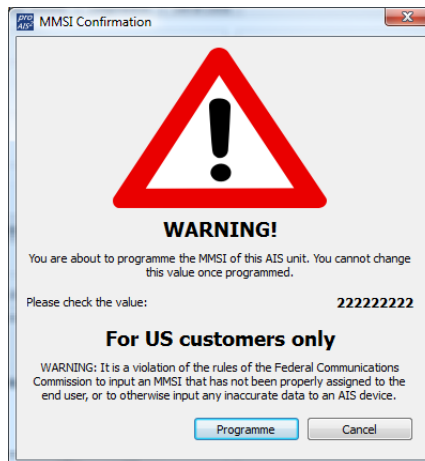 pro AIS2 MMSI Confirmation
WARNING!
You are about to programme the MMSI of this AIS unit. You cannot change
this value once programmed.
Please check the value: 222222222
For US customers only
WARNING: It is a violation of the rules of the Federal Communications
Commission to input an MMSI that has not been properly assigned to the
end user, or to otherwise input any inaccurate data to an AIS device.
Programme Cancel